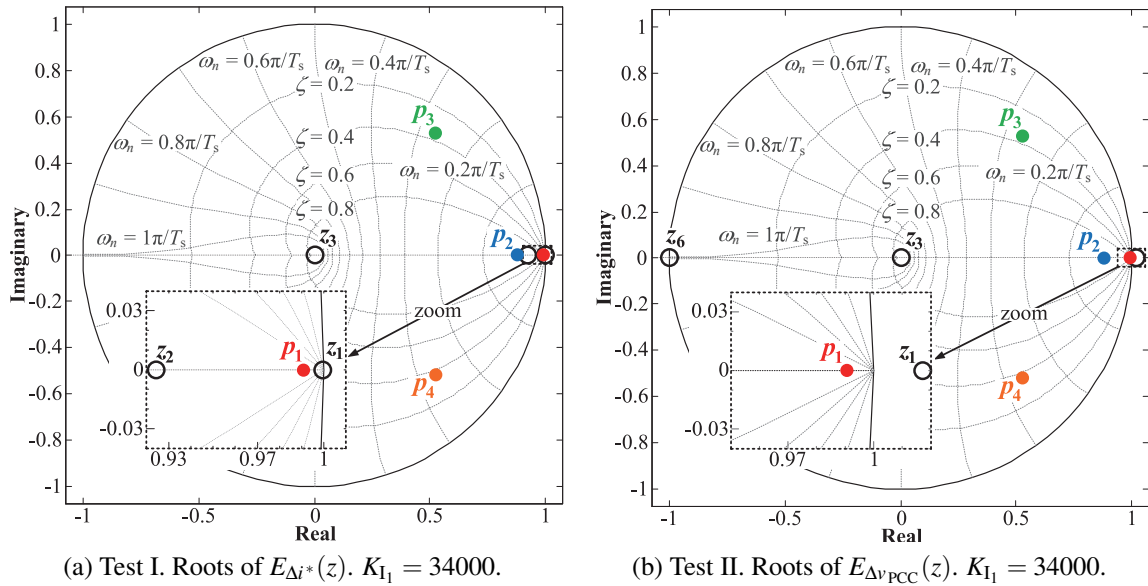 1
0.8
0.6
0.4
0.2
0
-0.2
-0.4
-0.6
-0.8
-1
Imaginary
ωn = 0.6π/Ts
ωn = 0.4π/Ts
ζ = 0.2
p3
ωn = 0.8π/Ts
ζ = 0.4
ωn = 0.2π/Ts
ζ = 0.6
ζ = 0.8
ωn = 1π/Ts
z3
p2
zoom
0.03
0
-0.03
z2
p1
z1
0.93
0.97
1
p4
-1
-0.5
0
0.5
1
Real
(a) Test I. Roots of EΔi*(z). KI1 = 34000.
1
0.8
0.6
0.4
0.2
0
-0.2
-0.4
-0.6
-0.8
-1
Imaginary
ωn = 0.6π/Ts
ωn = 0.4π/Ts
ζ = 0.2
p3
ωn = 0.8π/Ts
ζ = 0.4
ωn = 0.2π/Ts
ζ = 0.6
ζ = 0.8
z6
ωn = 1π/Ts
z3
p2
zoom
0.03
0
-0.03
p1
z1
0.97
1
p4
-1
-0.5
0
0.5
1
Real
(b) Test II. Roots of EΔvPCC(z). KI1 = 34000.